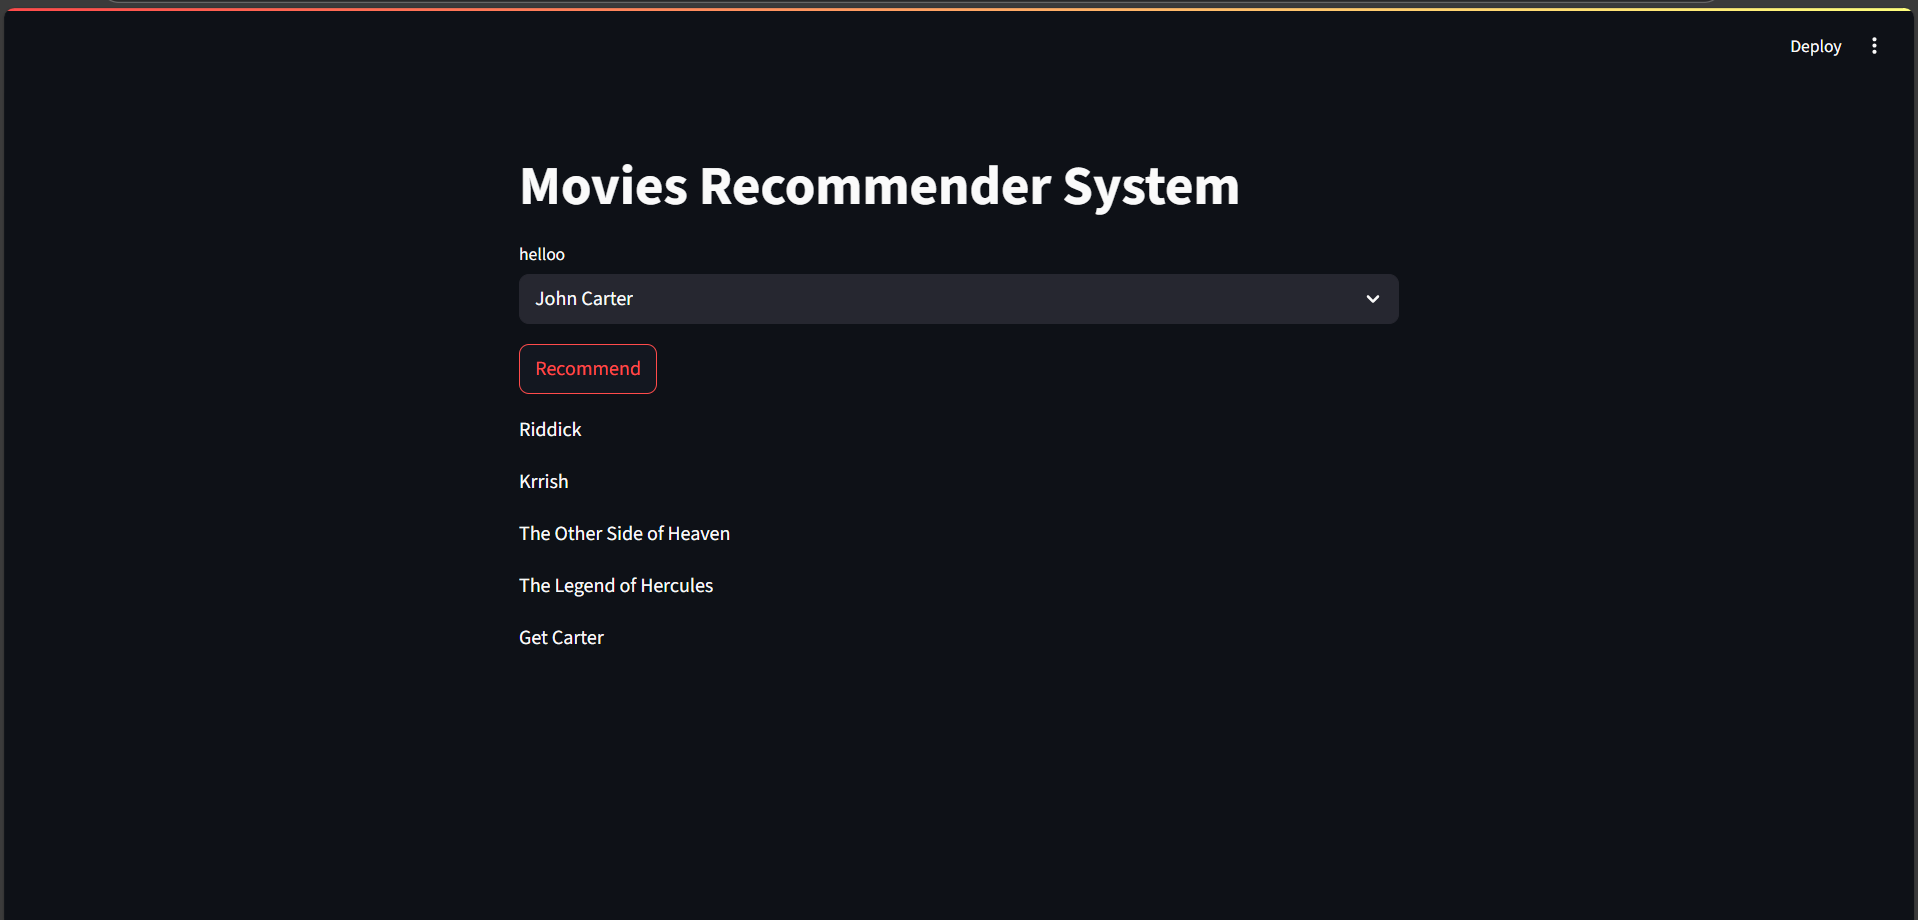 Deploy
Movies Recommender System
helloo
John Carter
Recommend
Riddick
Krrish
The Other Side of Heaven
The Legend of Hercules
Get Carter